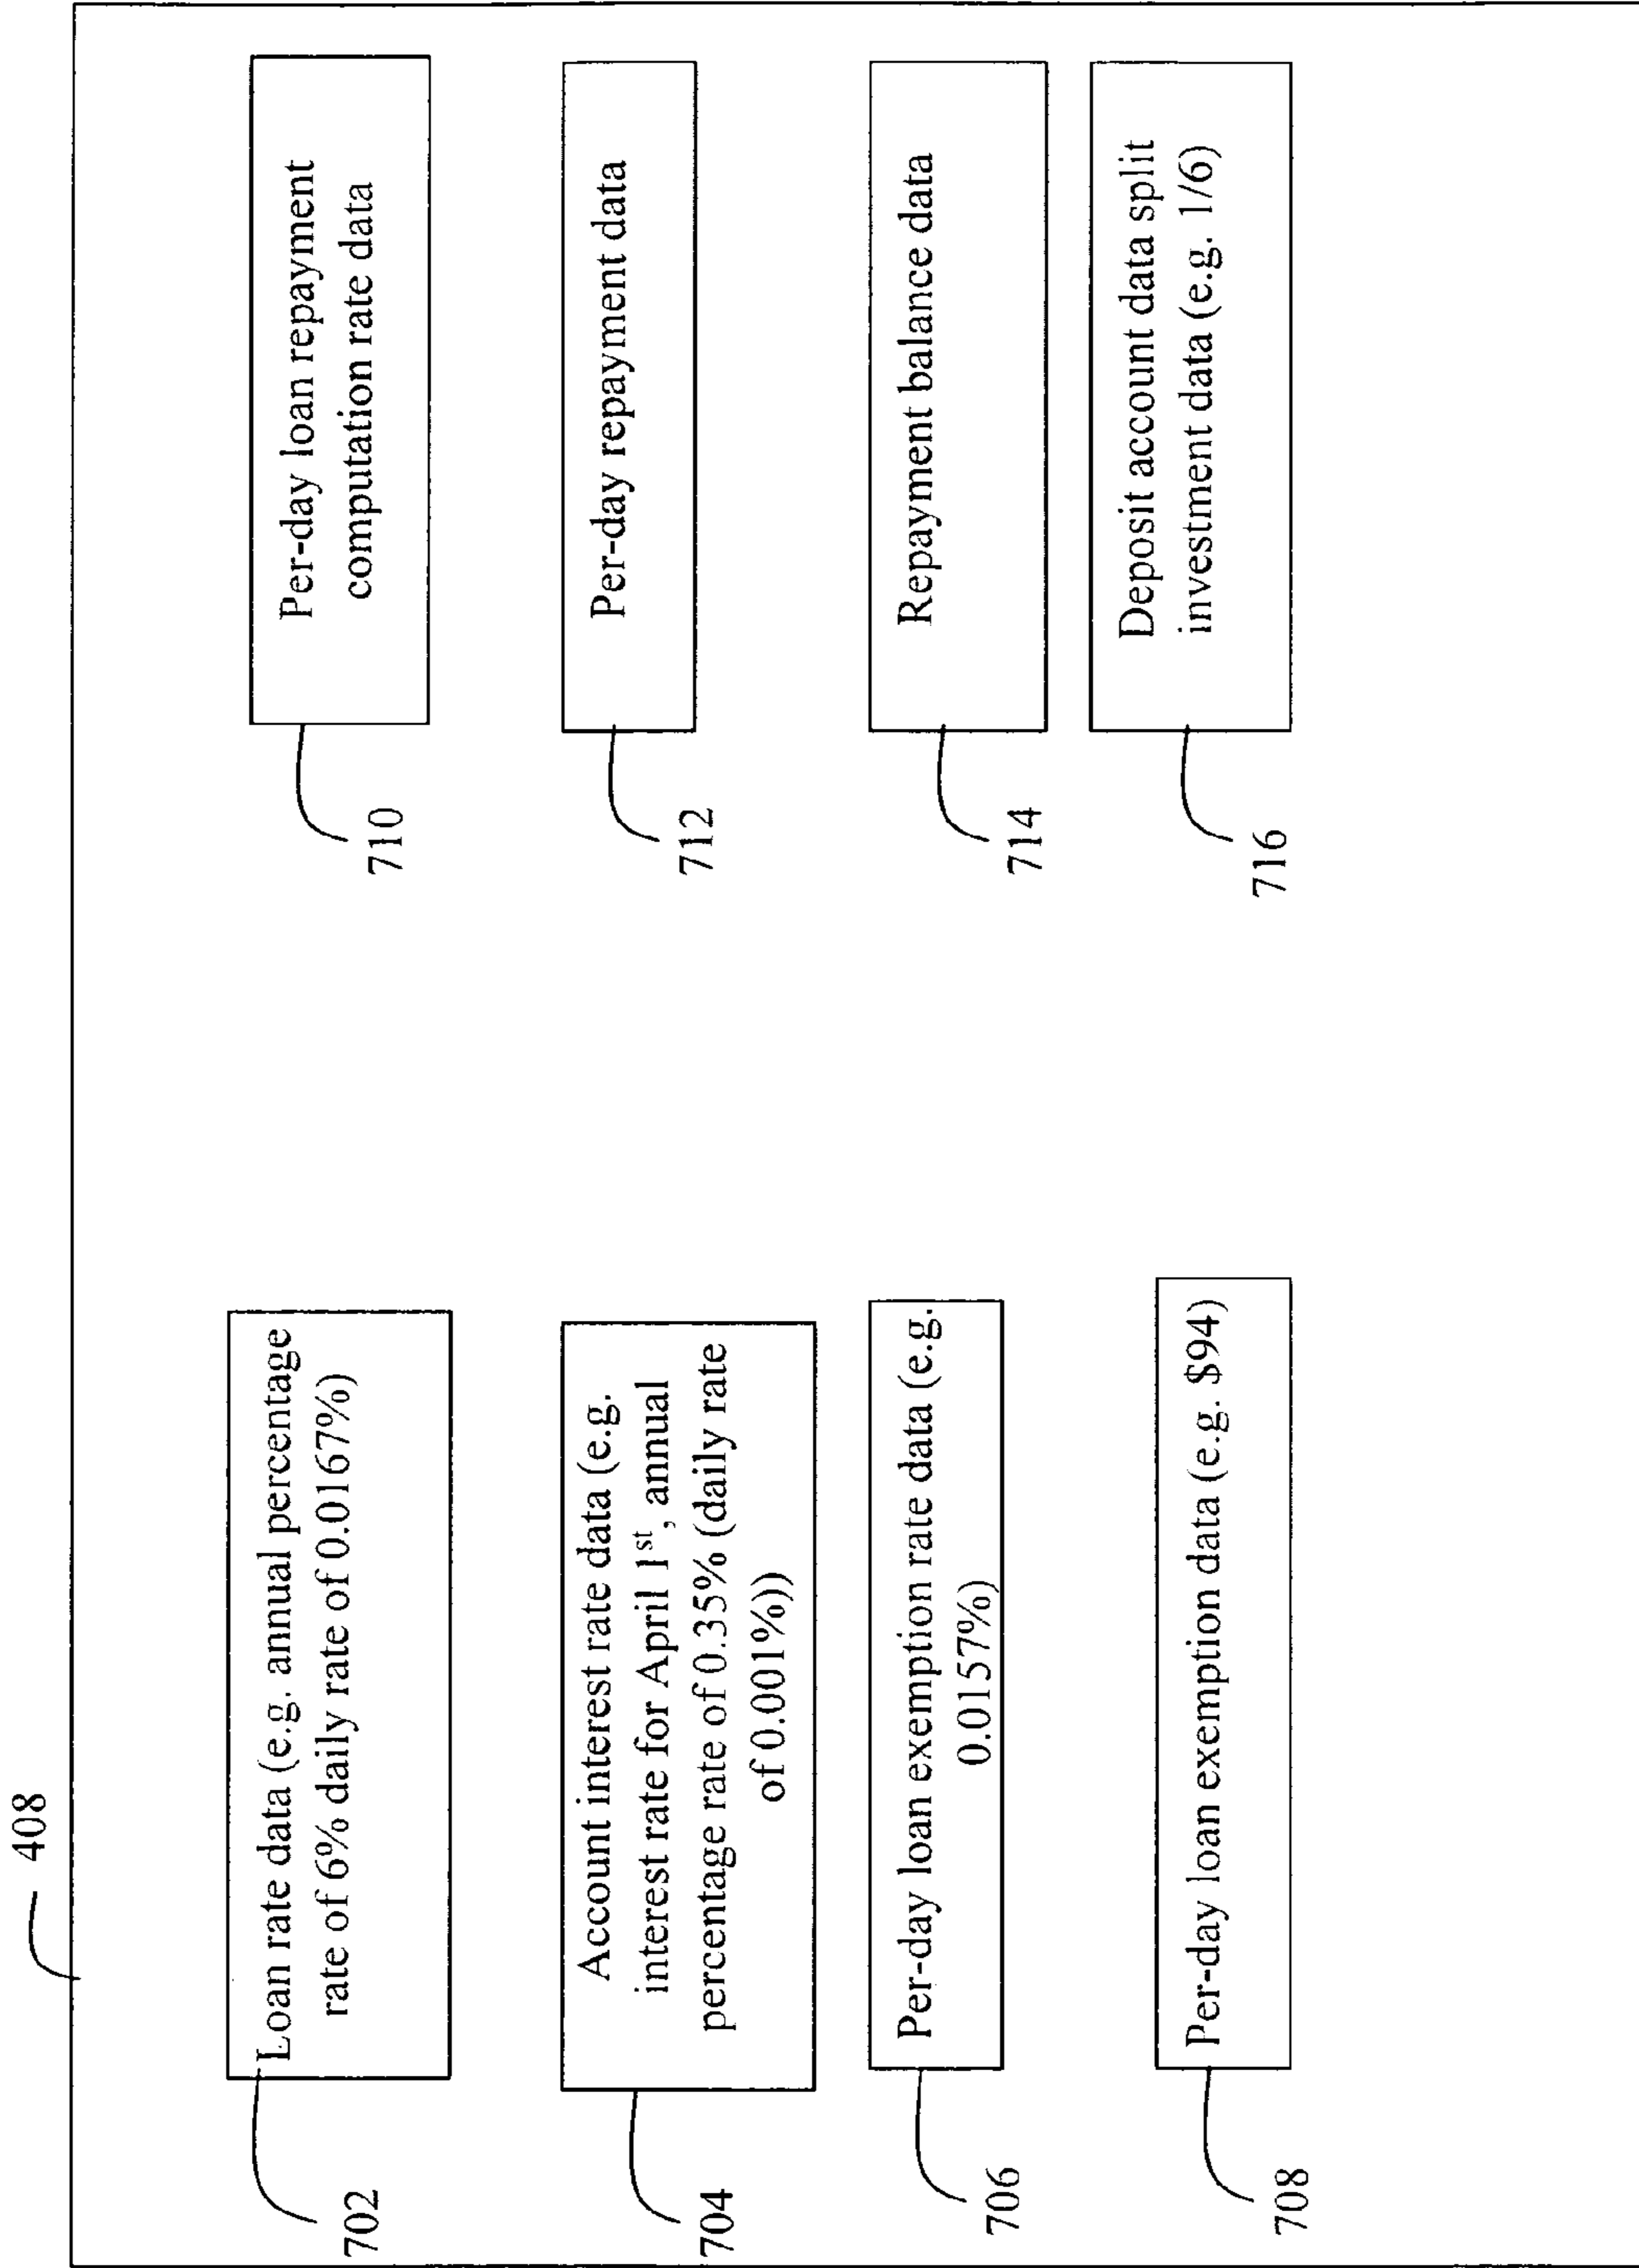 408
702
Loan rate data (e.g. annual percentage
rate of 6% daily rate of 0.0167%)
704
Account interest rate data (e.g.
interest rate for April 1st, annual
percentage rate of 0.35% (daily rate
of 0.001%))
706
Per-day loan exemption rate data (e.g.
0.0157%)
708
Per-day loan exemption data (e.g. $94)
710
Per-day loan repayment
computation rate data
712
Per-day repayment data
714
Repayment balance data
716
Deposit account data split
investment data (e.g. 1/6)